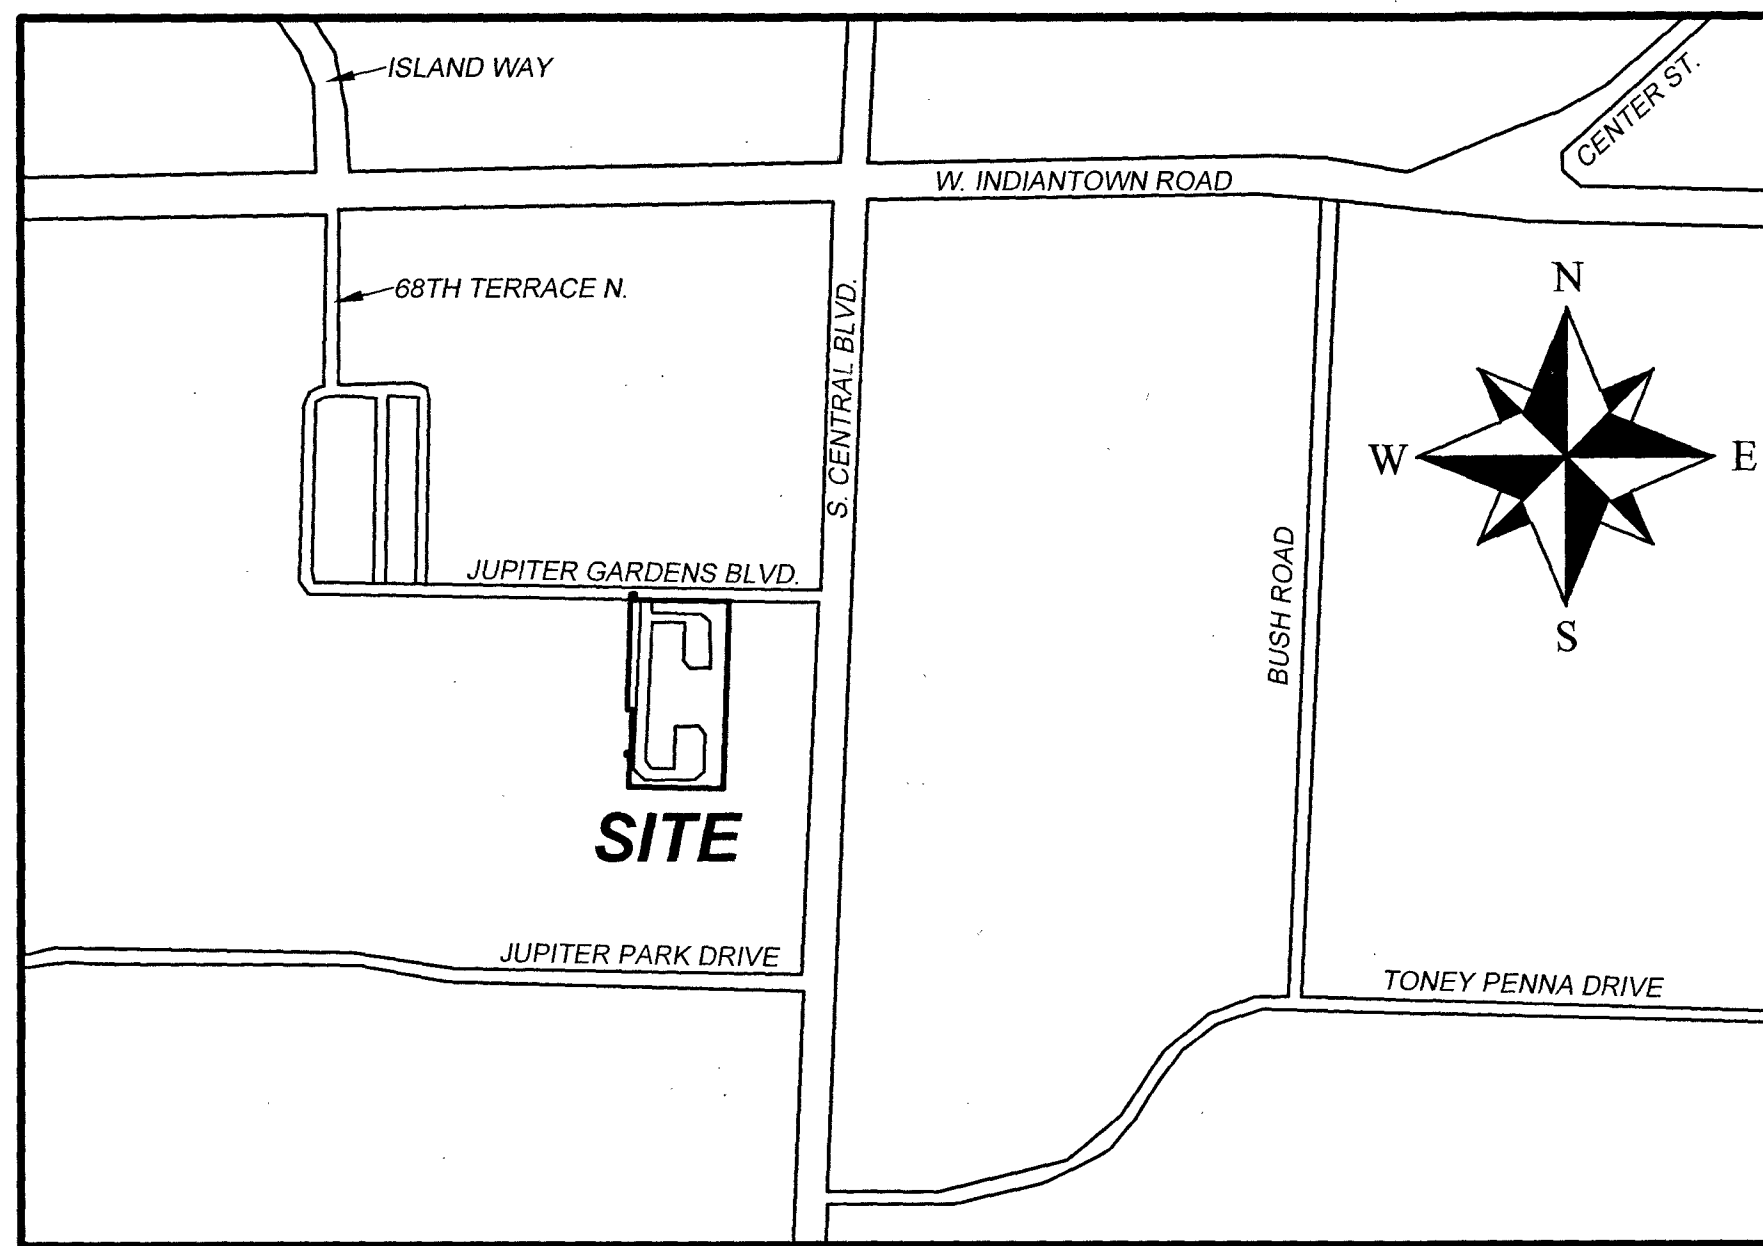 ISLAND WAY
CENTER ST.
W. INDIANTOWN ROAD
68TH TERRACE N.
S. CENTRAL BLVD.
N
W
E
S
JUPITER GARDENS BLVD.
BUSH ROAD
SITE
JUPITER PARK DRIVE
TONEY PENNA DRIVE